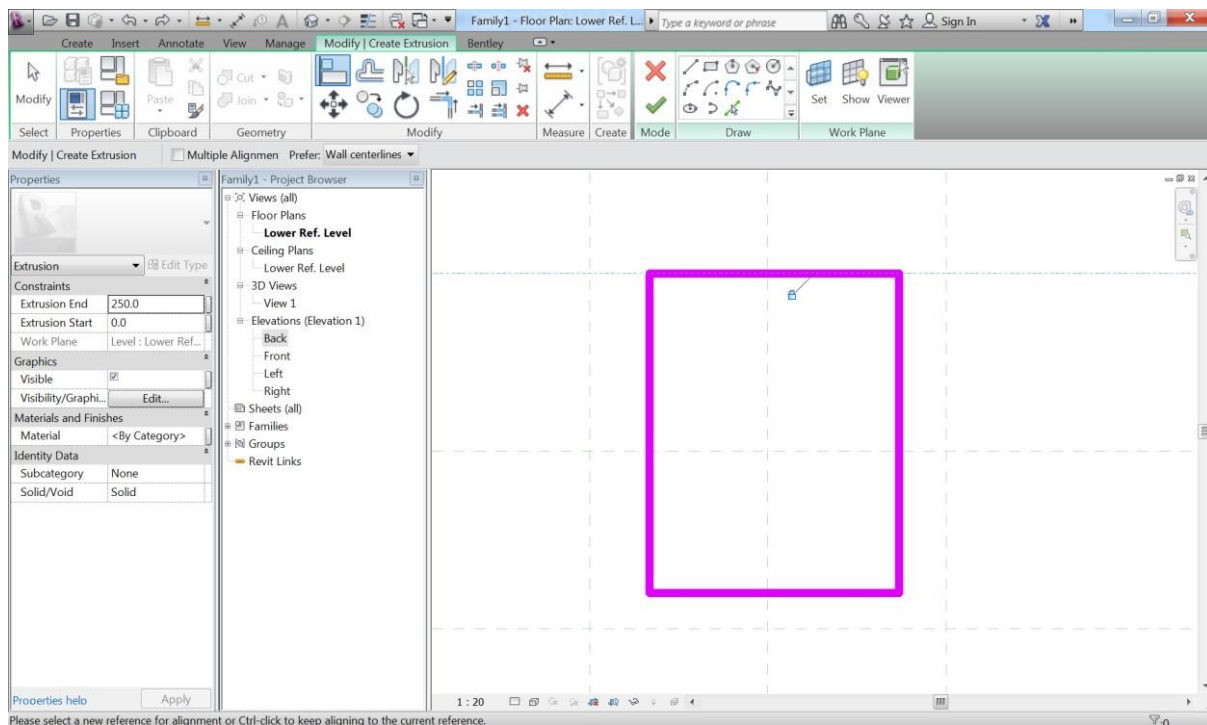 Family1 - Floor Plan: Lower Ref. L...
Type a keyword or phrase
Sign In
Create Insert Annotate View Manage Modify | Create Extrusion Bentley
Modify
Paste
Cut
Join
Set Show Viewer
Select Properties Clipboard Geometry Modify Measure Create Mode Draw Work Plane
Modify | Create Extrusion Multiple Alignmen Prefer: Wall centerlines
Properties
Extrusion Edit Type
Constraints
Extrusion End 250.0
Extrusion Start 0.0
Work Plane Level : Lower Ref...
Graphics
Visible
Visibility/Graphi... Edit...
Materials and Finishes
Material <By Category>
Identity Data
Subcategory None
Solid/Void Solid
Properties help Apply
Family1 - Project Browser
Views (all)
Floor Plans
Lower Ref. Level
Ceiling Plans
Lower Ref. Level
3D Views
View 1
Elevations (Elevation 1)
Back
Front
Left
Right
Sheets (all)
Families
Groups
Revit Links
1 : 20
Please select a new reference for alignment or Ctrl-click to keep aligning to the current reference.
:0